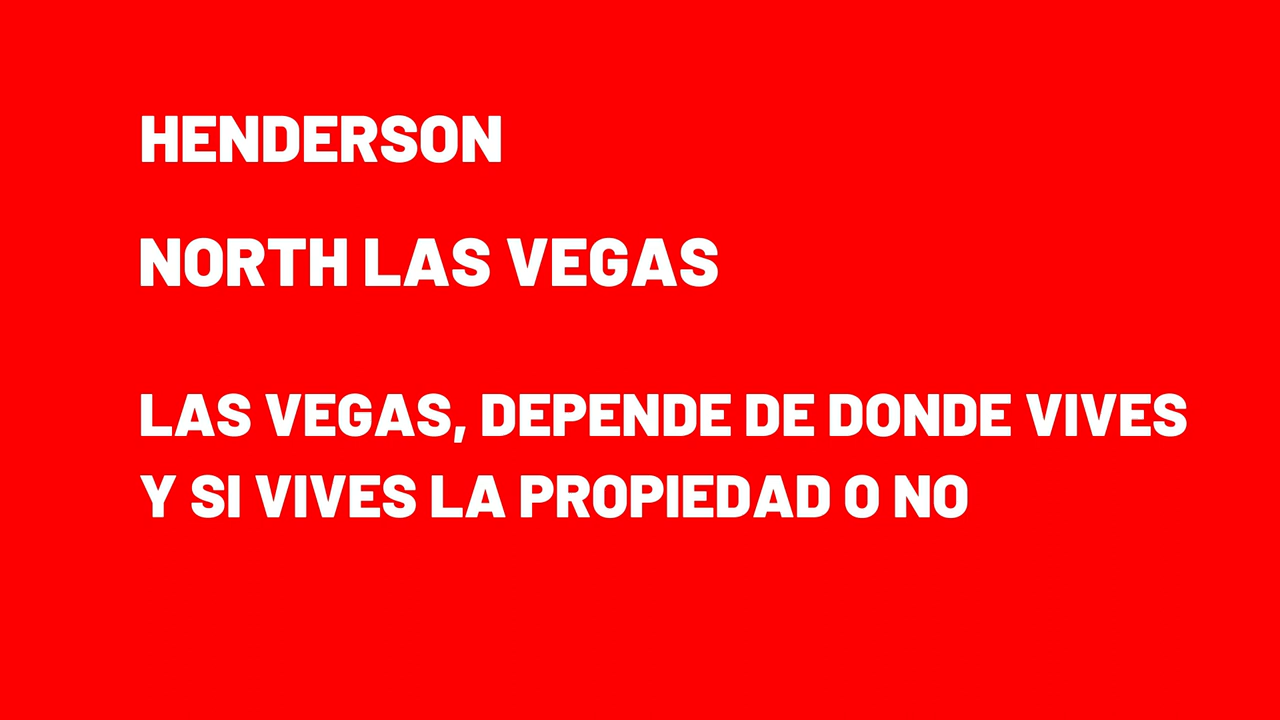 HENDERSON
NORTH LAS VEGAS
LAS VEGAS, DEPENDE DE DONDE VIVES
Y SI VIVES LA PROPIEDAD O NO